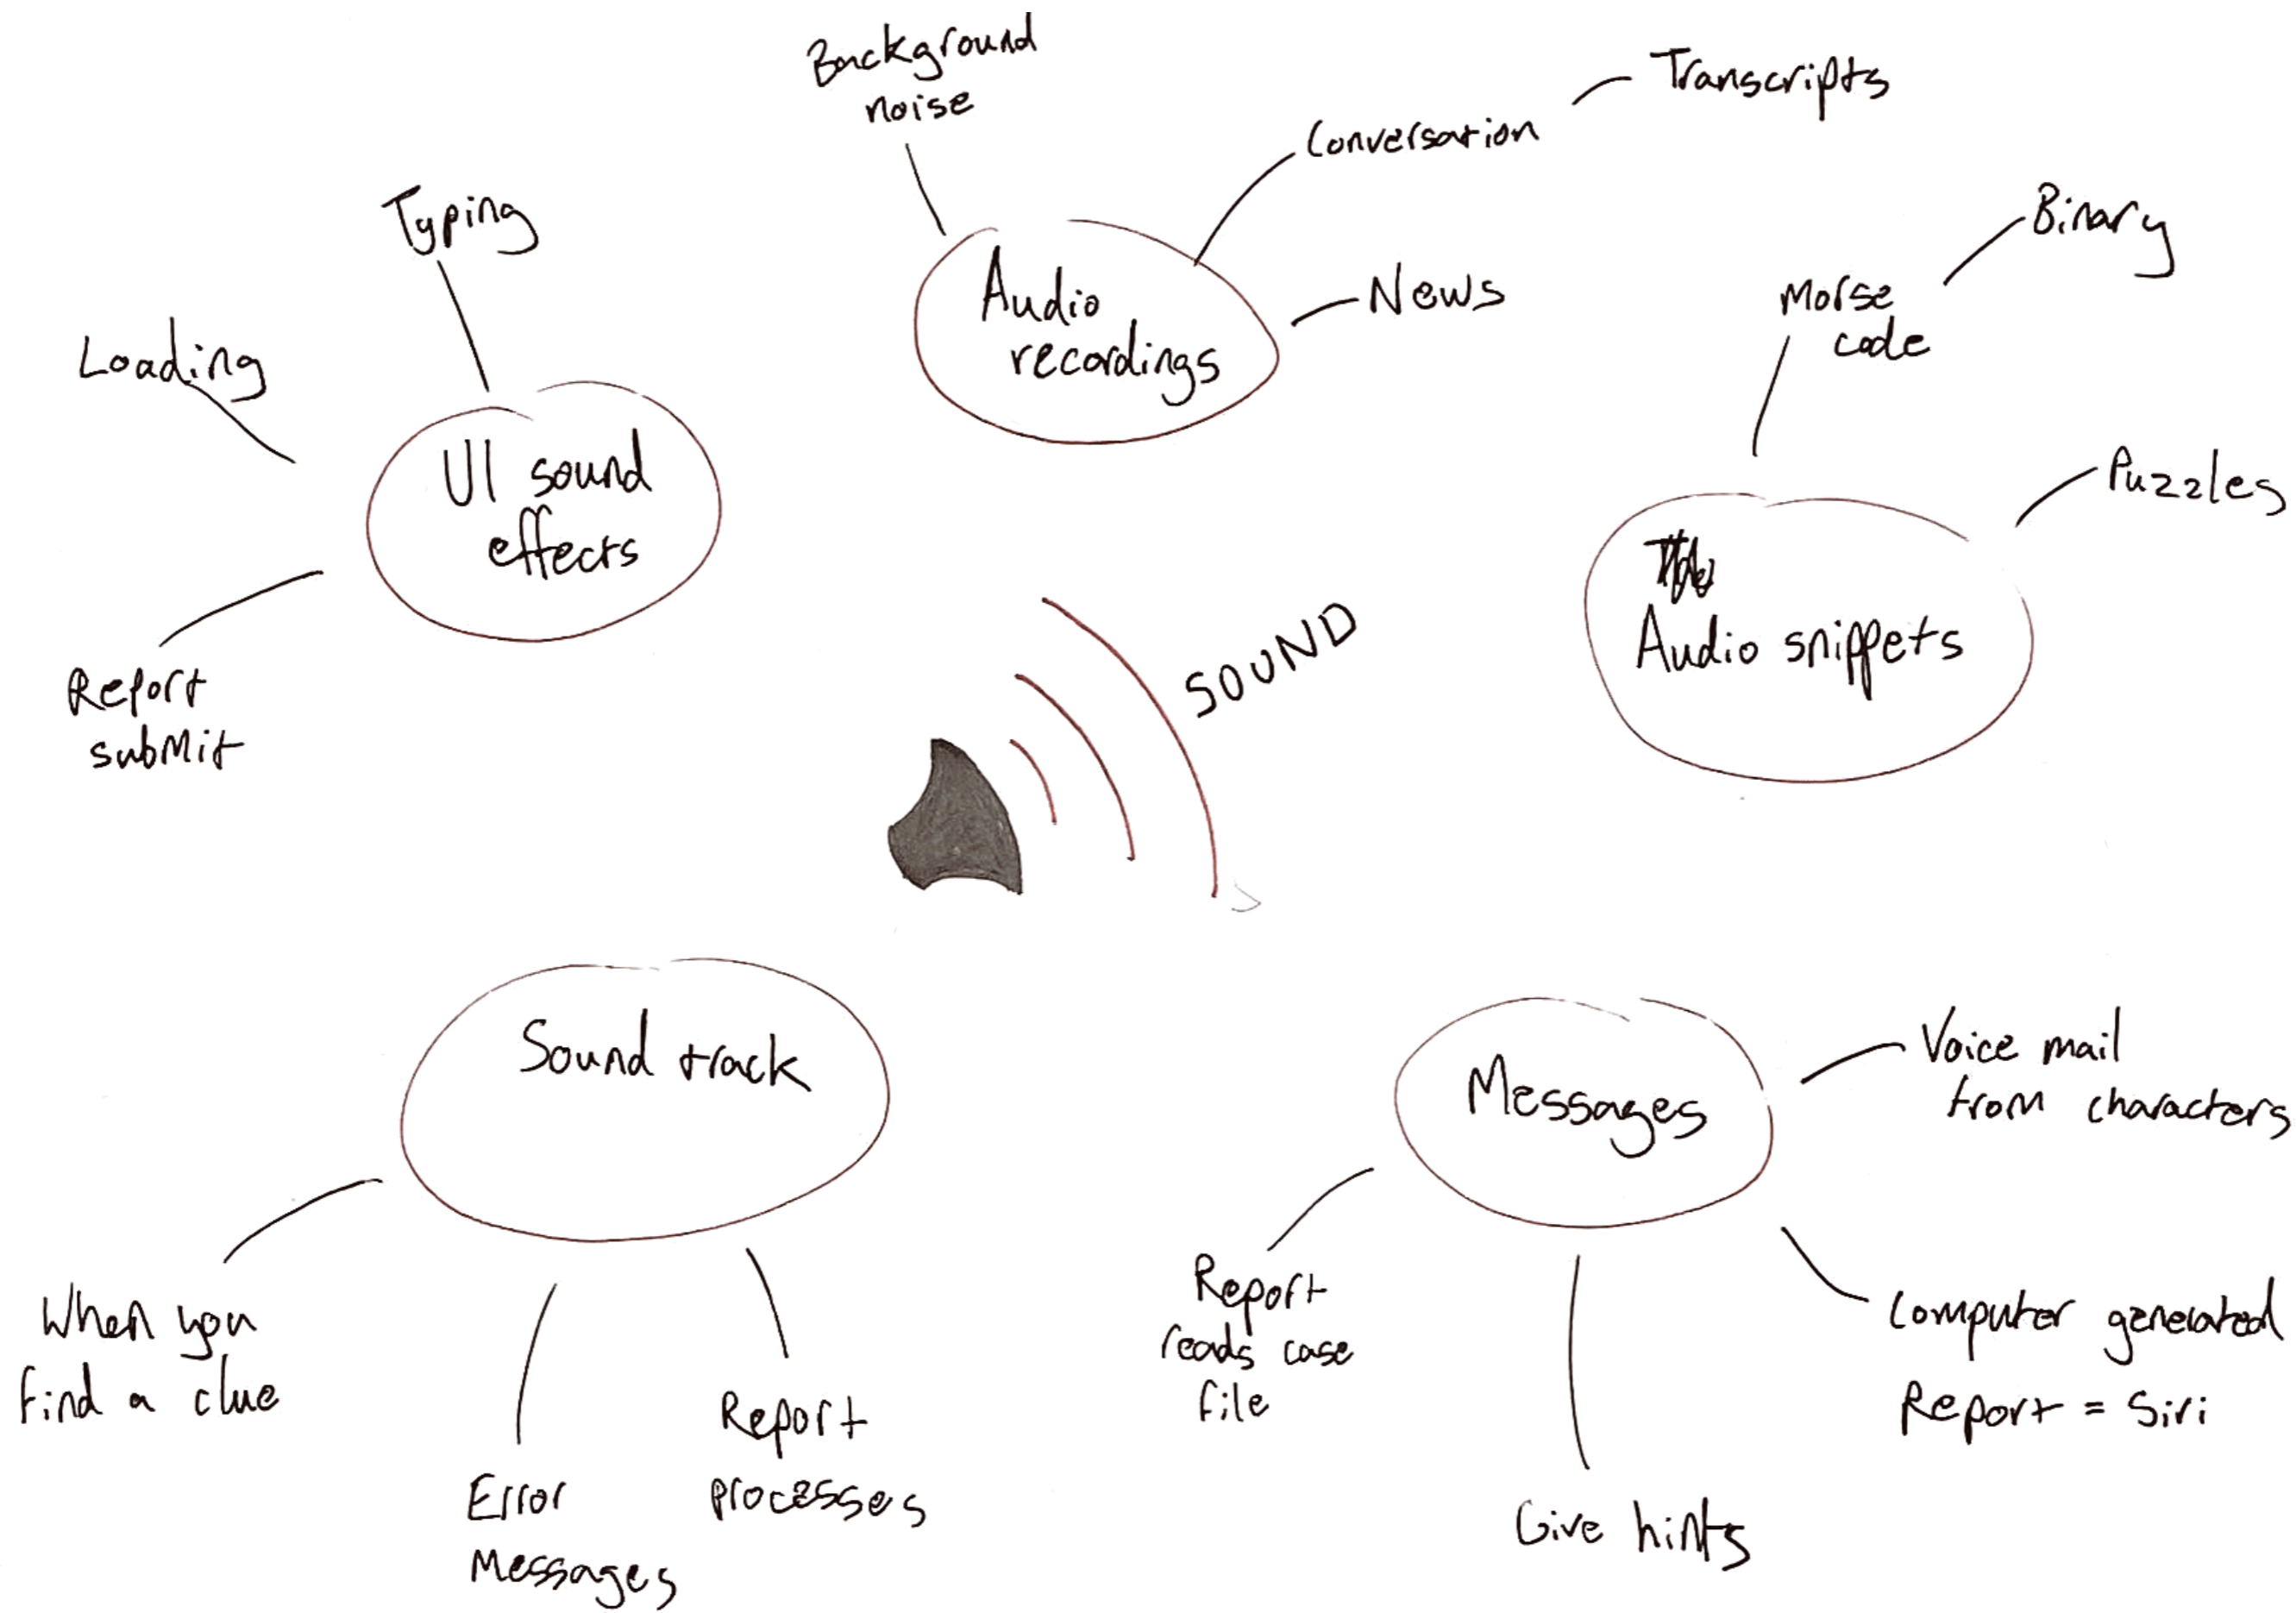 Background
noise
Transcripts
Conversation
News
Audio
recordings
Typing
Loading
UI sound
effects
Report
submit
Binary
Morse
code
Puzzles
Audio snippets
SOUND
Sound track
When you
find a clue
Error
Messages
Report
processes
Messages
Voice mail
from characters
Report
reads case
file
Computer generated
Report = Siri
Give hints